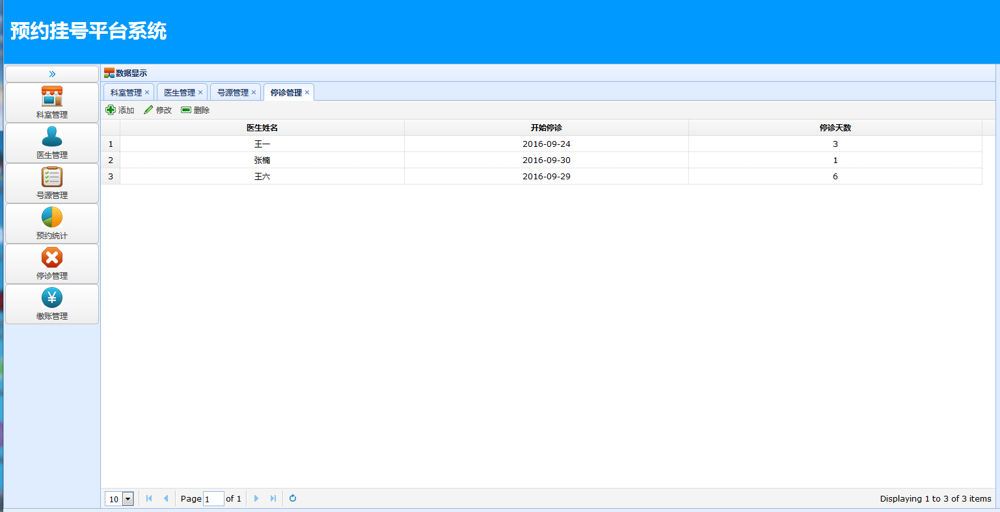 预约挂号平台系统
数据显示
科室管理 医生管理 号源管理 停诊管理
添加 修改 删除
科室管理
医生管理
号源管理
预约统计
停诊管理
缴账管理
医生姓名 开始停诊 停诊天数
1 王一 2016-09-24 3
2 张楠 2016-09-30 1
3 王六 2016-09-29 6
10 Page 1 of 1 Displaying 1 to 3 of 3 items